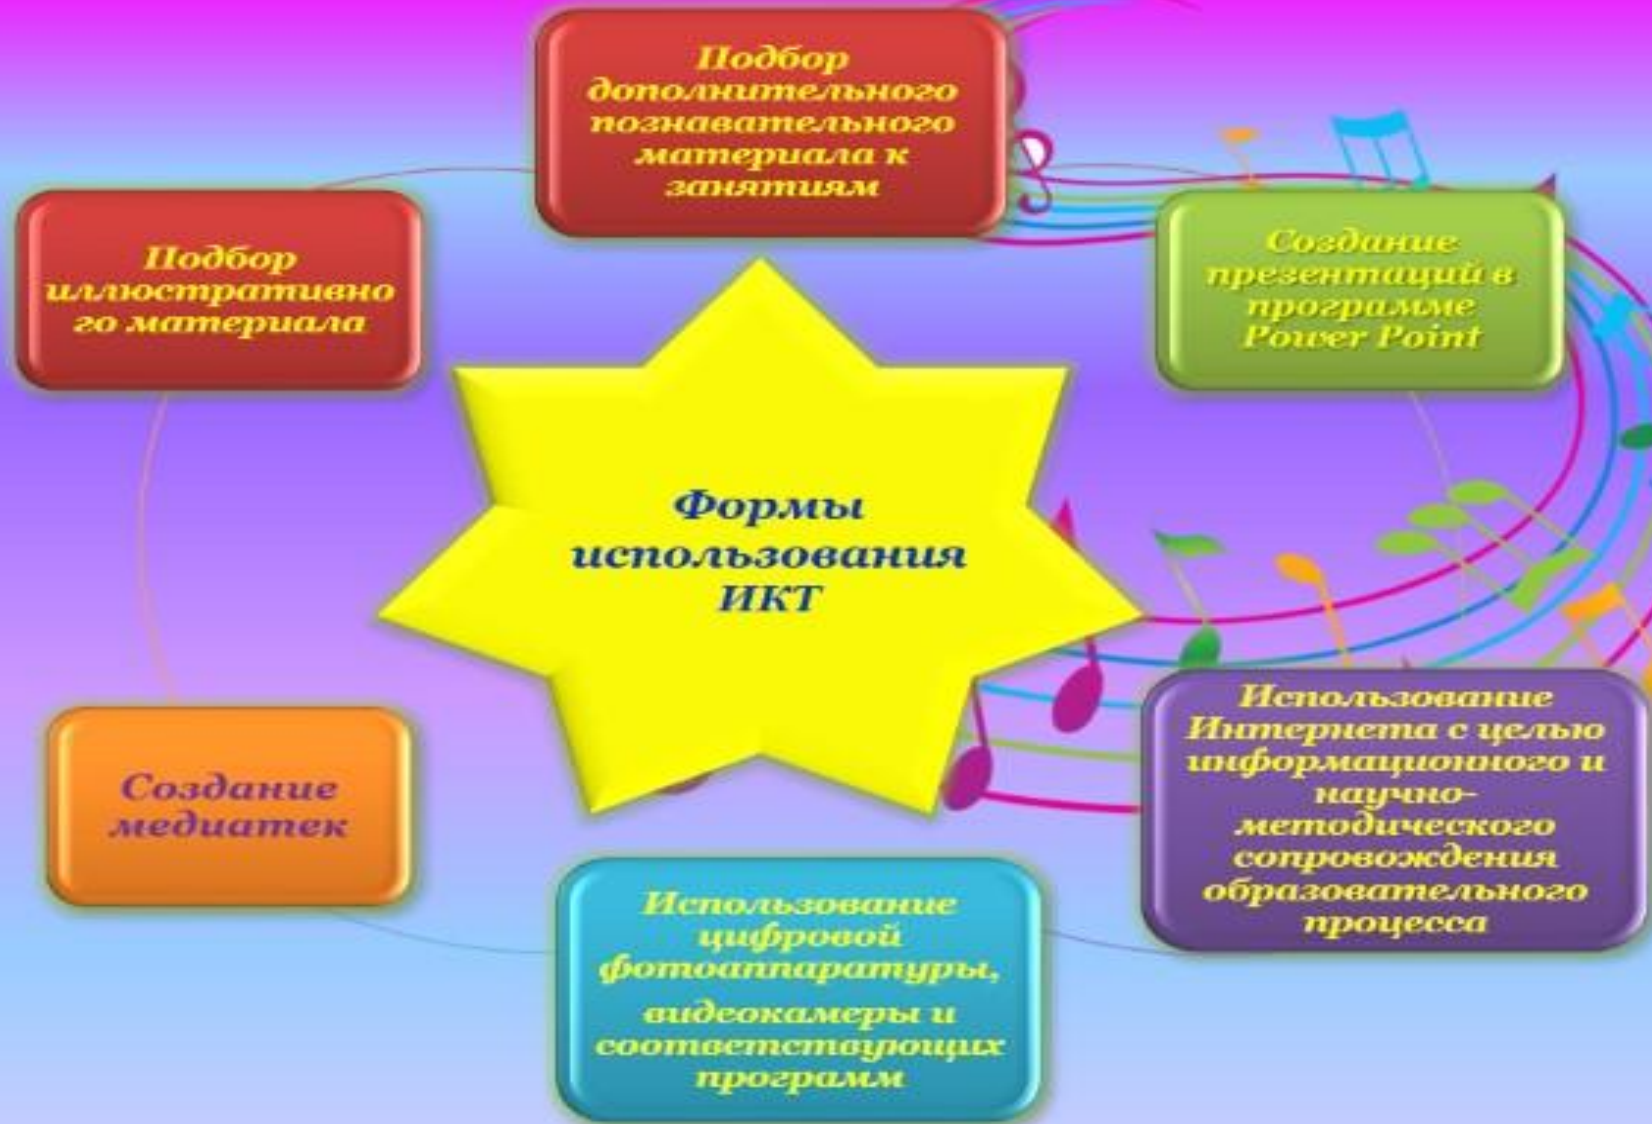 Подбор
дополнительного
познавательного
материала к
занятиям
Подбор
иллюстративно
го материала
Создание
презентаций в
программе
Power Point
Формы
использования
ИКТ
Создание
медиатек
Использование
Интернета с целью
информационного и
научно-
методического
сопровождения
образовательного
процесса
Использование
цифровой
фотоаппаратуры,
видеокамеры и
соответствующих
программ